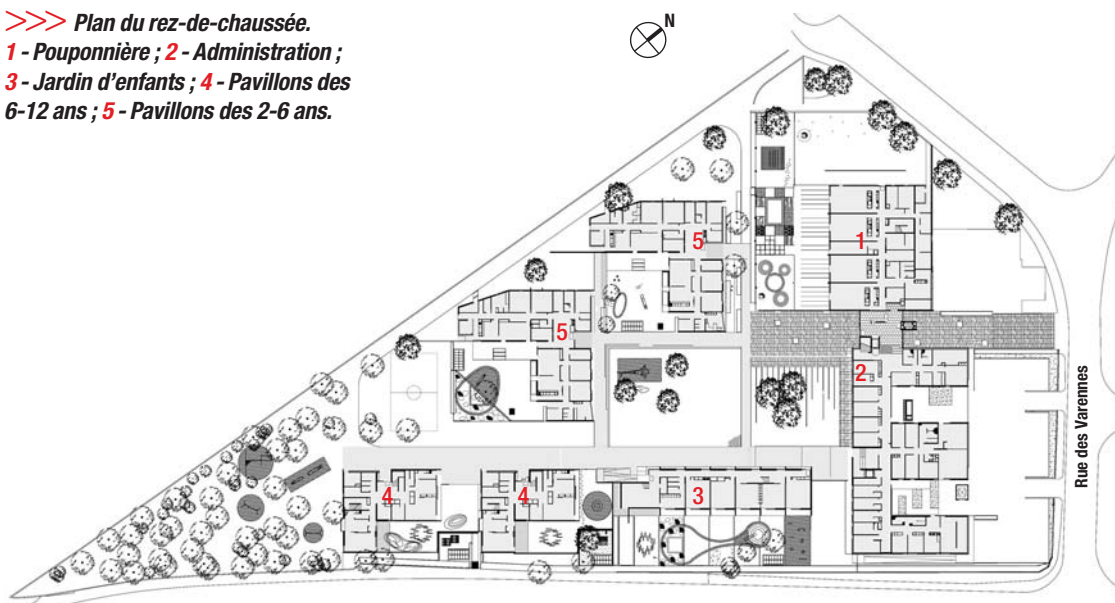 >>> Plan du rez-de-chaussée.
1 - Pouponnière ; 2 - Administration ;
3 - Jardin d'enfants ; 4 - Pavillons des
6-12 ans ; 5 - Pavillons des 2-6 ans.
N
5
1
5
2
Rue des Varennes
4
4
3